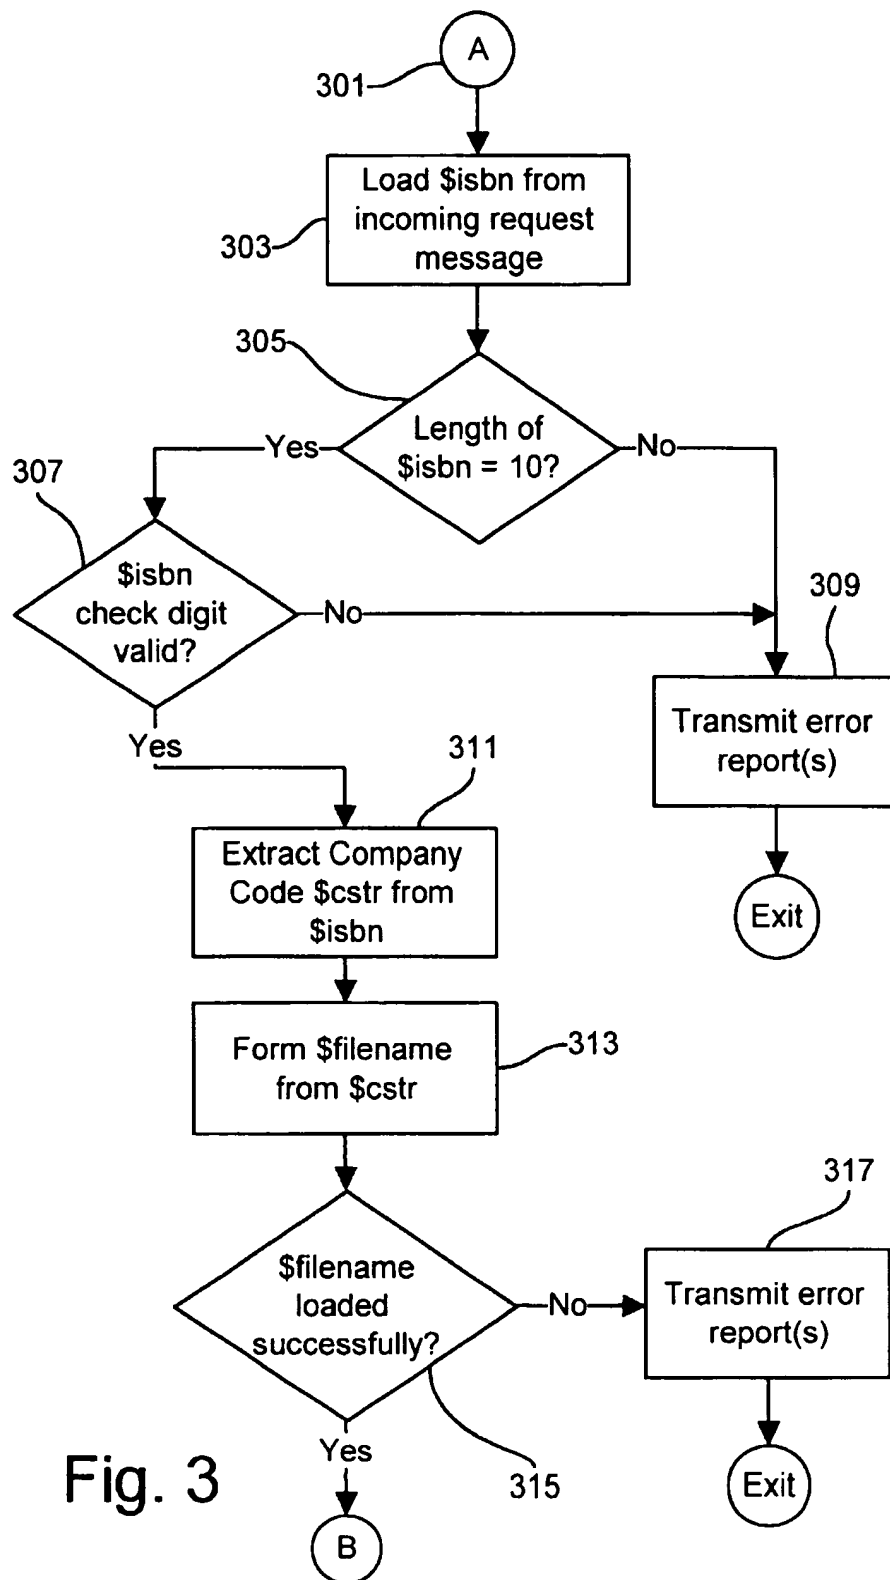 A
301
Load $isbn from
incoming request
message
303
305
Length of
$isbn = 10?
Yes
No
307
$isbn
check digit
valid?
No
309
Transmit error
report(s)
Yes
311
Extract Company
Code $cstr from
$isbn
Exit
Form $filename
from $cstr
313
317
$filename
loaded
successfully?
No
Transmit error
report(s)
Yes
315
Exit
Fig. 3
B